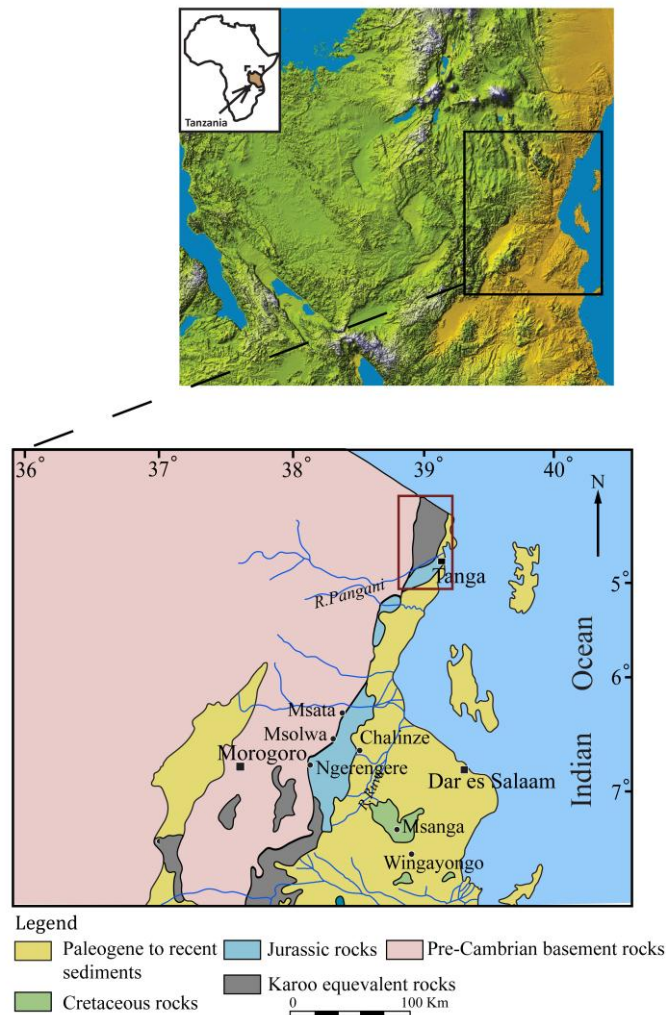 Tanzania
36° 37° 38° 39° 40°
N
Tanga
5°
R.Pangani
Indian Ocean
6°
Msata
Msolwa
Chalinze
Morogoro
Ngerengere
Dar es Salaam
7°
Msanga
Wingayongo
Legend
Paleogene to recent
sediments
Jurassic rocks
Pre-Cambrian basement rocks
Karoo equevalent rocks
Cretaceous rocks
0 100 Km